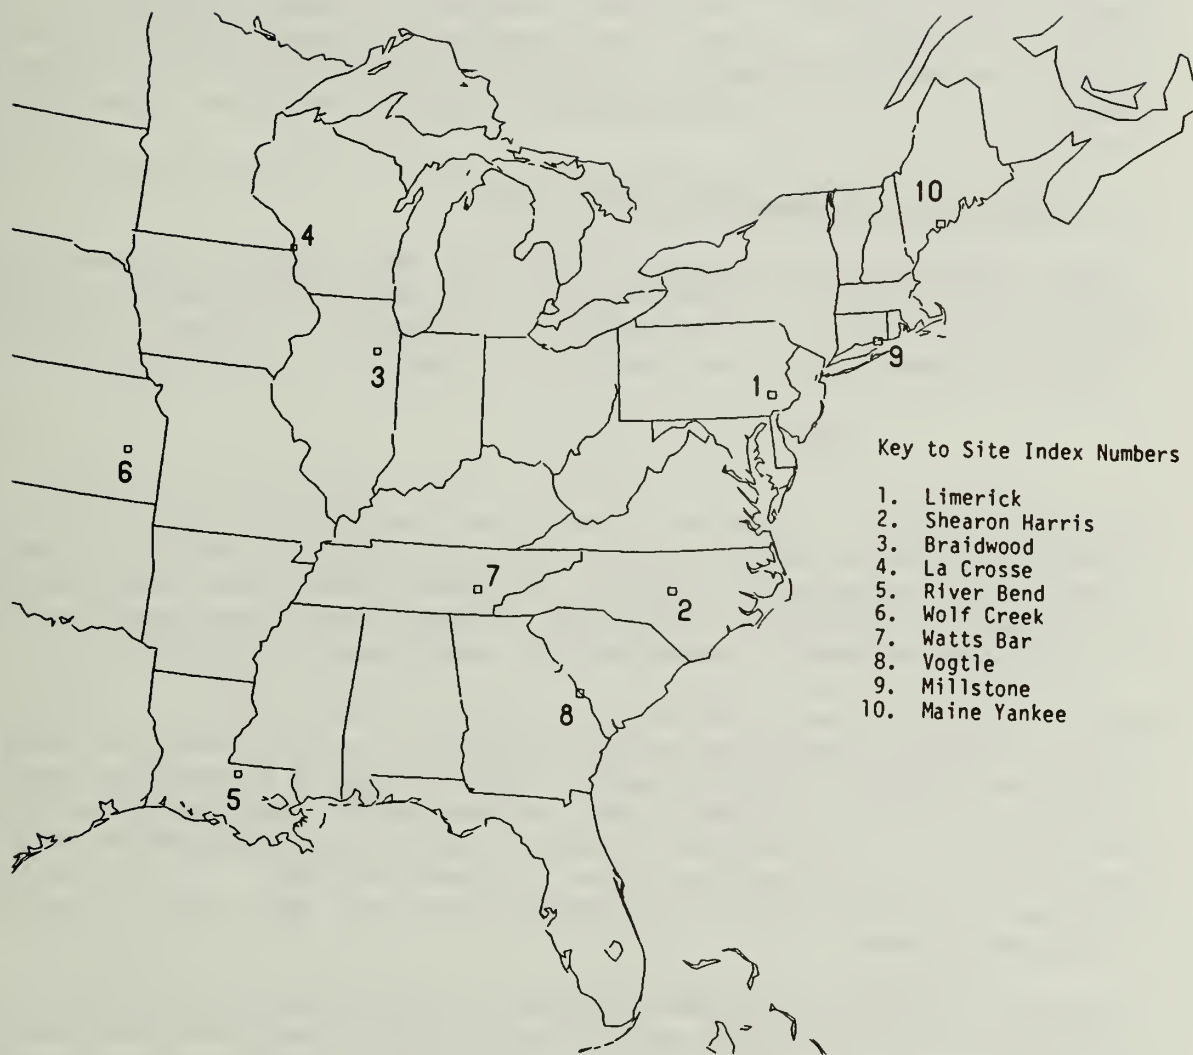 10
4
3
9
1
6
7
2
8
5
Key to Site Index Numbers
1. Limerick
2. Shearon Harris
3. Braidwood
4. La Crosse
5. River Bend
6. Wolf Creek
7. Watts Bar
8. Vogtle
9. Millstone
10. Maine Yankee